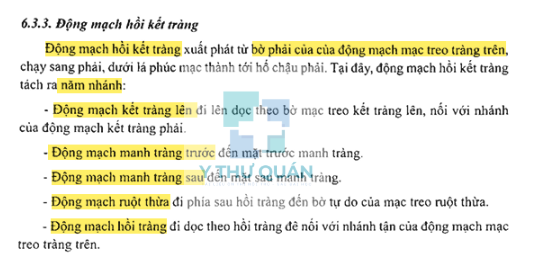 6.3.3. Động mạch hồi kết tràng
Động mạch hồi kết tràng xuất phát từ bờ phải của của động mạch mạc treo tràng trên,
chạy sang phải, dưới lá phúc mạc thành tới hố chậu phải. Tại đây, động mạch hồi kết tràng
tách ra năm nhánh:
- Động mạch kết tràng lên đi lên dọc theo bờ mạc treo kết tràng lên, nối với nhánh
của động mạch kết tràng phải.
- Động mạch manh tràng trước đến mặt trước manh tràng.
- Động mạch manh tràng sau đến mặt sau manh tràng.
Y THƯ QUÁN
- Động mạch ruột thừa đi phía sau hồi tràng đến bờ tự do của mạc treo ruột thừa.
- Động mạch hồi tràng đi dọc theo hồi tràng để nối với nhánh tận của động mạch mạc
treo tràng trên.